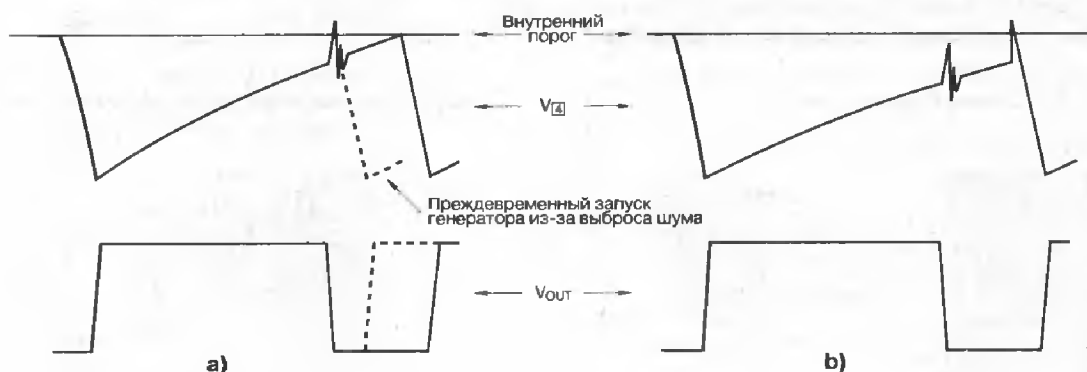 Внутренний
порог
V4
Преждевременный запуск
генератора из-за выброса шума
VOUT
a)
b)